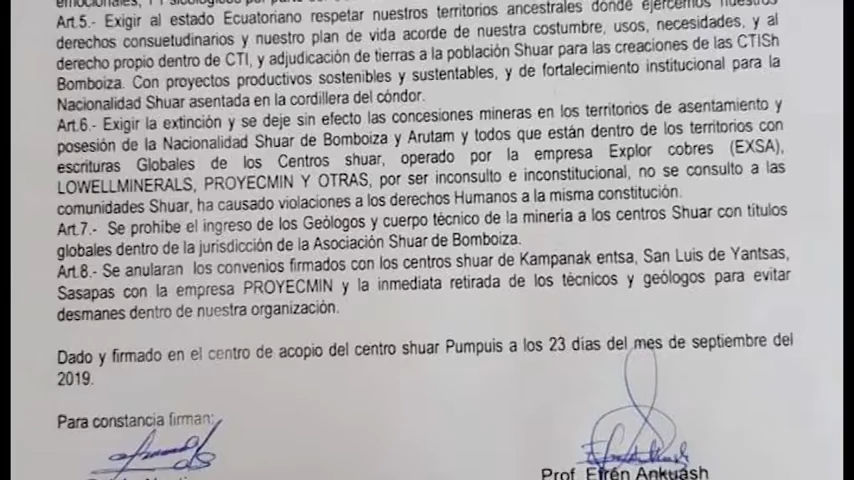 Art.5.- Exigir al estado Ecuatoriano respetar nuestros territorios ancestrales donde ejercemos nuestros
derechos consuetudinarios y nuestro plan de vida acorde de nuestra costumbre, usos, necesidades, y al
derecho propio dentro de CTI, y adjudicación de tierras a la población Shuar para las creaciones de las CTISh
Bomboiza. Con proyectos productivos sostenibles y sustentables, y de fortalecimiento institucional para la
Nacionalidad Shuar asentada en la cordillera del cóndor.
Art.6.- Exigir la extinción y se deje sin efecto las concesiones mineras en los territorios de asentamiento y
posesión de la Nacionalidad Shuar de Bomboiza y Arutam y todos que están dentro de los territorios con
escrituras Globales de los Centros shuar, operado por la empresa Explor cobres (EXSA),
LOWELLMINERALS, PROYECMIN Y OTRAS, por ser inconsulto e inconstitucional, no se consulto a las
comunidades Shuar, ha causado violaciones a los derechos Humanos a la misma constitución.
Art.7.- Se prohibe el ingreso de los Geólogos y cuerpo técnico de la mineria a los centros Shuar con títulos
globales dentro de la jurisdicción de la Asociación Shuar de Bomboiza.
Art.8.- Se anularan los convenios firmados con los centros shuar de Kampanak entsa, San Luis de Yantsas,
Sasapas con la empresa PROYECMIN y la inmediata retirada de los técnicos y geólogos para evitar
desmanes dentro de nuestra organización.
Dado y firmado en el centro de acopio del centro shuar Pumpuis a los 23 días del mes de septiembre del
2019.
Para constancia firman:
Prof. Efrén Ankuash